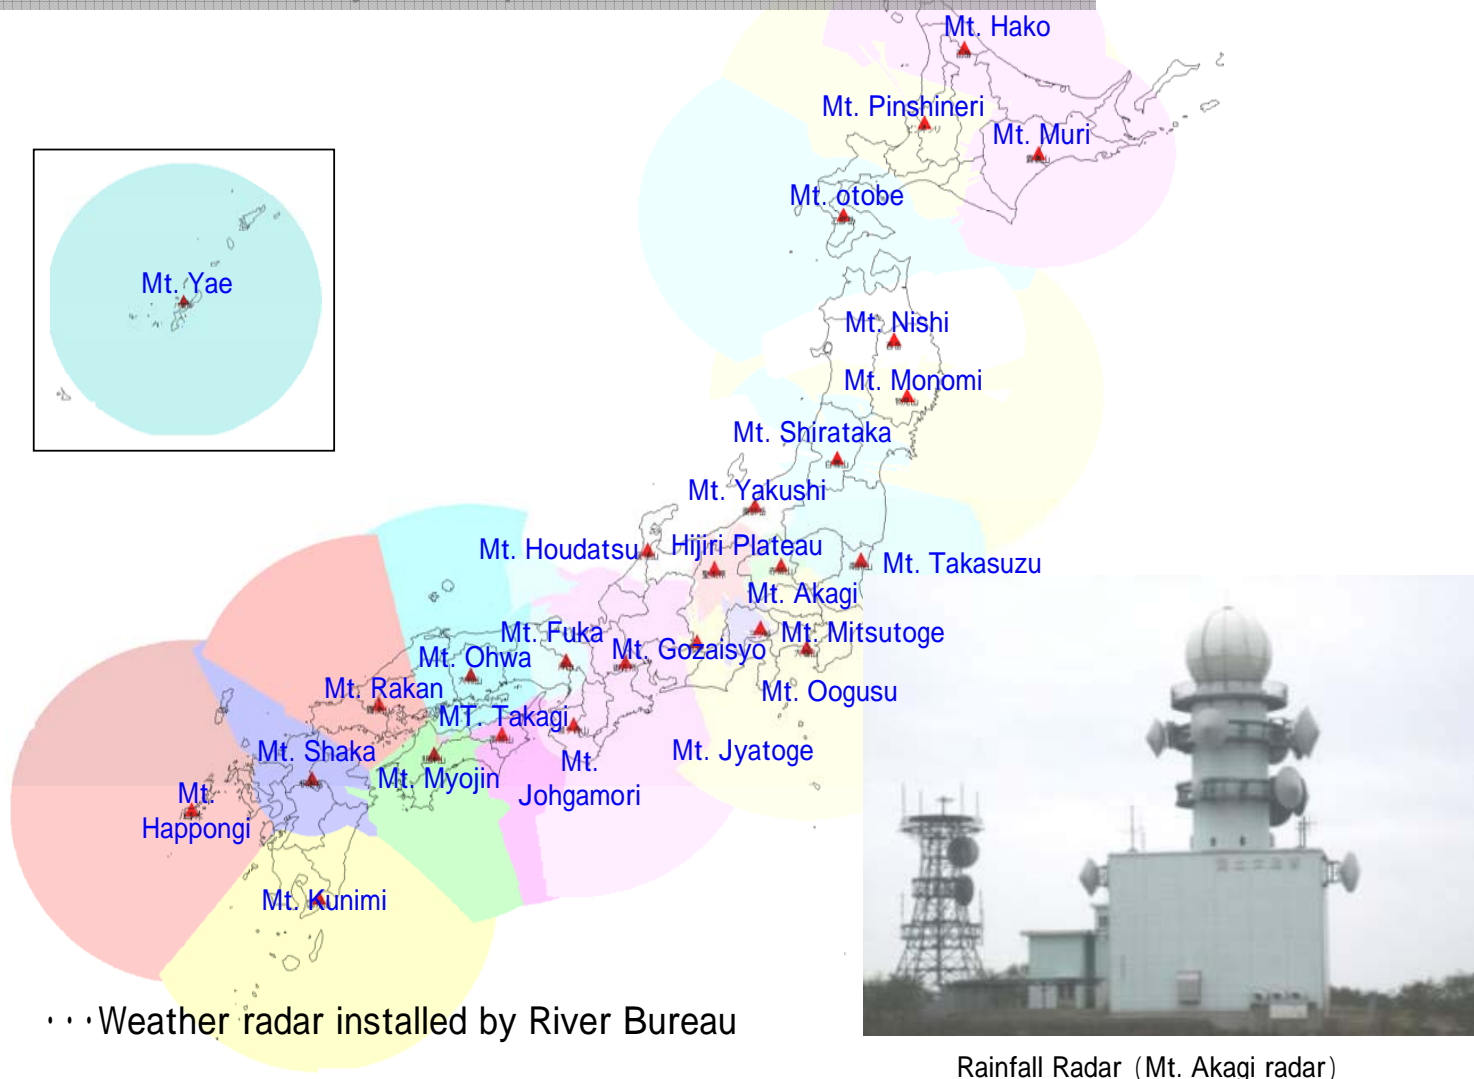 Mt. Hako
Mt. Pinshineri
Mt. Muri
Mt. otobe
Mt. Yae
Mt. Nishi
Mt. Monomi
Mt. Shirataka
Mt. Yakushi
Mt. Houdatsu
Hijiri Plateau
Mt. Takasuzu
Mt. Akagi
Mt. Fuka
Mt. Mitsutoge
Mt. Gozaisyo
Mt. Ohwa
Mt. Rakan
Mt. Oogusu
MT. Takagi
Mt. Shaka
Mt. Jyatoge
Mt. Myojin
Mt.
Johgamori
Mt.
Happongi
Mt. Kunimi
･･･Weather radar installed by River Bureau
Rainfall Radar (Mt. Akagi radar)